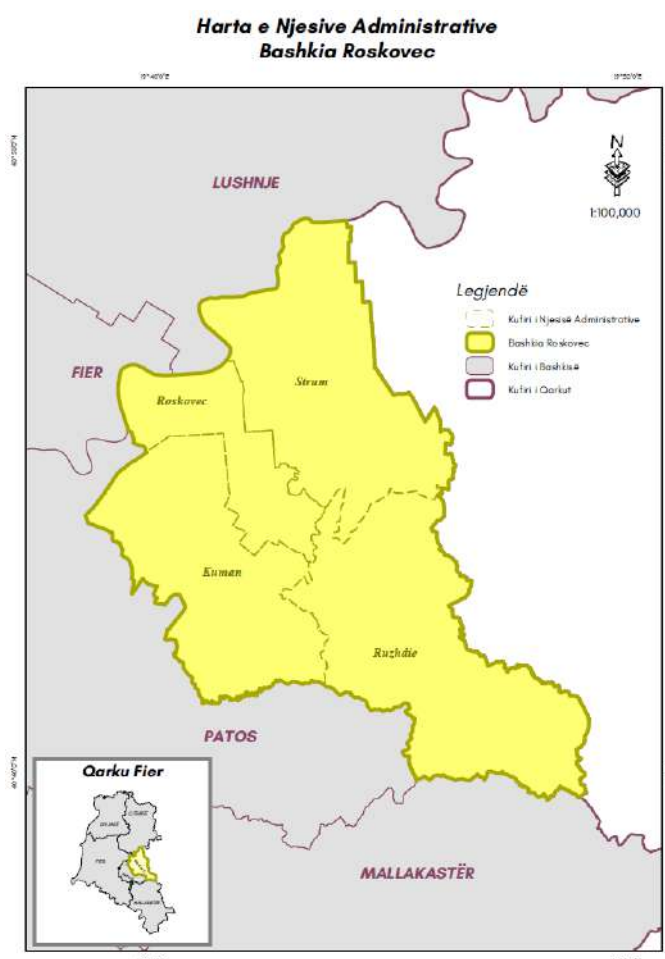 Harta e Njesive Administrative
Bashkia Roskovec
N
1:100,000
LUSHNJE
Legjendë
Kufiri i Njesisë Administrative
Bashkia Roskovec
Kufiri i Bashkisë
Kufiri i Qarkut
FIER
Strum
Roskovec
Kuman
Ruzhdie
PATOS
Qarku Fier
MALLAKASTËR